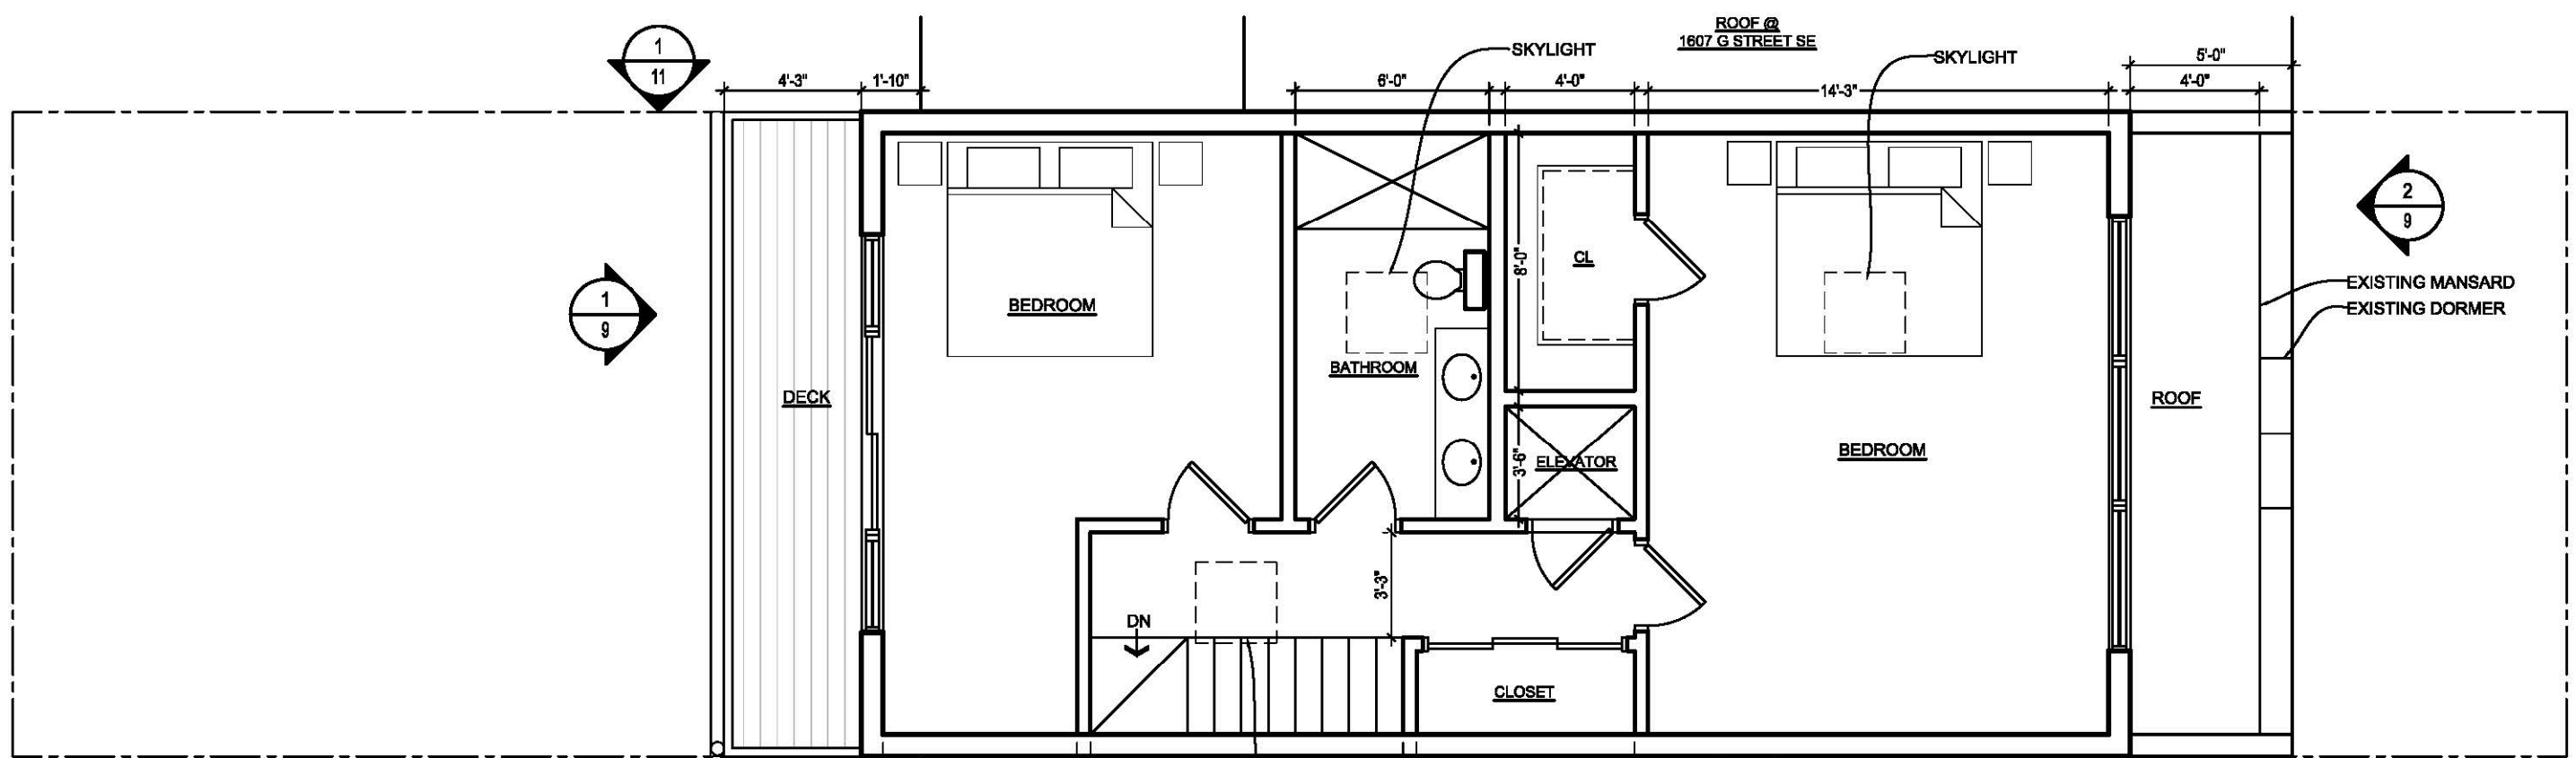 ROOF @
1607 G STREET SE
1
11
SKYLIGHT
SKYLIGHT
5'-0"
4'-3"
1'-10"
6'-0"
4'-0"
14'-3"
4'-0"
2
9
1
9
8'-0"
CL
EXISTING MANSARD
EXISTING DORMER
BEDROOM
BATHROOM
DECK
ROOF
BEDROOM
3'-6"
ELEVATOR
3'-3"
DN
CLOSET